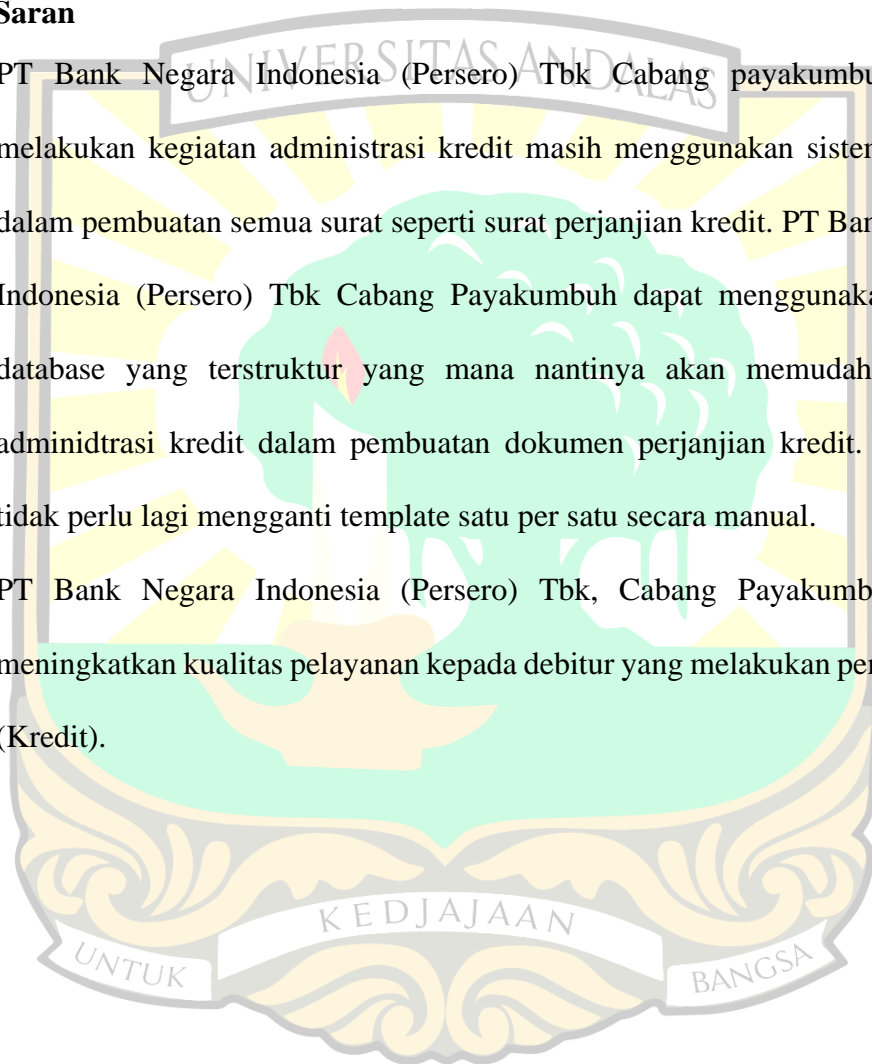 Saran
PT Bank Negara Indonesia (Persero) Tbk Cabang payakumbu
melakukan kegiatan administrasi kredit masih menggunakan sisten
dalam pembuatan semua surat seperti surat perjanjian kredit. PT Ban
Indonesia (Persero) Tbk Cabang Payakumbuh dapat menggunaka
database yang terstruktur yang mana nantinya akan memudah
adminidtrasi kredit dalam pembuatan dokumen perjanjian kredit.
tidak perlu lagi mengganti template satu per satu secara manual.
PT Bank Negara Indonesia (Persero) Tbk, Cabang Payakumb
meningkatkan kualitas pelayanan kepada debitur yang melakukan per
(Kredit).
UNIVERSITAS ANDALAS
UNTUK KEDJAJAAN BANGSA